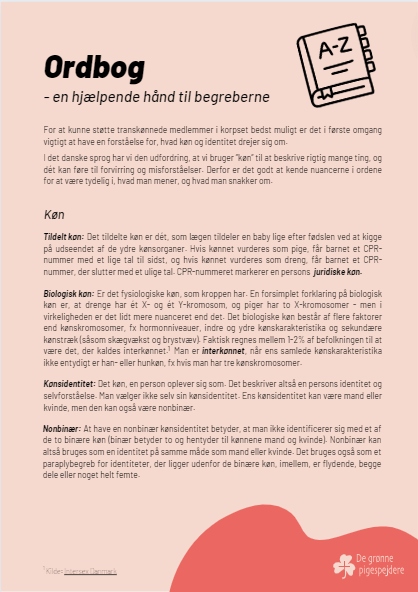 A-Z
Ordbog
- en hjælpende hånd til begreberne
For at kunne støtte transkønnede medlemmer i korpset bedst muligt er det i første omgang
vigtigt at have en forståelse for, hvad køn og identitet drejer sig om.
I det danske sprog har vi den udfordring, at vi bruger "køn" til at beskrive rigtig mange ting, og
dét kan føre til forvirring og misforståelser. Derfor er det godt at kende nuancerne i ordene
for at være tydelig i, hvad man mener, og hvad man snakker om.
Køn
Tildelt køn: Det tildelte køn er dét, som lægen tildeler en baby lige efter fødslen ved at kigge
på udseendet af de ydre kønsorganer. Hvis kønnet vurderes som pige, får barnet et CPR-
nummer med et lige tal til sidst, og hvis kønnet vurderes som dreng, får barnet et CPR-
nummer, der slutter med et ulige tal. CPR-nummeret markerer en persons juridiske køn.
Biologisk køn: Er det fysiologiske køn, som kroppen har. En forsimplet forklaring på biologisk
køn er, at drenge har ét X- og ét Y-kromosom, og piger har to X-kromosomer - men i
virkeligheden er det lidt mere nuanceret end det. Det biologiske køn består af flere faktorer
end kønskromosomer, fx hormonniveauer, indre og ydre kønskarakteristika og sekundære
kønstræk (såsom skægvækst og brystvæv). Faktisk regnes mellem 1-2% af befolkningen til at
være det, der kaldes interkønnet.¹ Man er interkønnet, når ens samlede kønskarakteristika
ikke entydigt er han- eller hunkøn, fx hvis man har tre kønskromosomer.
Kønsidentitet: Det køn, en person oplever sig som. Det beskriver altså en persons identitet og
selvforståelse. Man vælger ikke selv sin kønsidentitet. Ens kønsidentitet kan være mand eller
kvinde, men den kan også være nonbinær.
Nonbinær: At have en nonbinær kønsidentitet betyder, at man ikke identificerer sig med et af
de to binære køn (binær betyder to og hentyder til kønnene mand og kvinde). Nonbinær kan
altså bruges som en identitet på samme måde som mand eller kvinde. Det bruges også som et
paraplybegreb for identiteter, der ligger udenfor de binære køn, imellem, er flydende, begge
dele eller noget helt femte.
¹ Kilde: Intersex Danmark
De grønne
pigespejdere